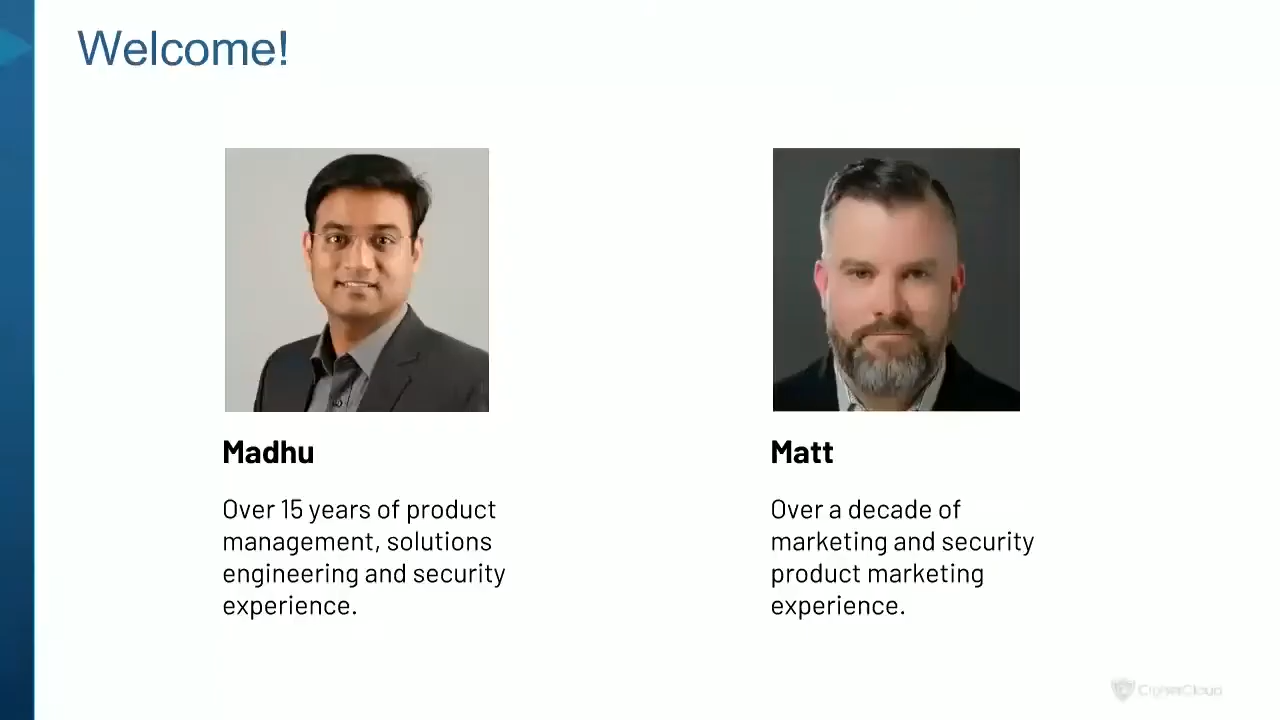 Welcome!
Madhu
Over 15 years of product
management, solutions
engineering and security
experience.
Matt
Over a decade of
marketing and security
product marketing
experience.
CipherCloud